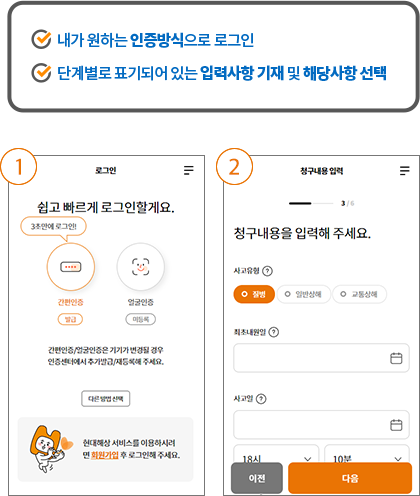 내가 원하는 인증방식으로 로그인
단계별로 표기되어 있는 입력사항 기재 및 해당사항 선택
1
로그인
쉽고 빠르게 로그인할게요.
3초만에 로그인!
간편인증
얼굴인증
발급
미등록
간편인증/얼굴인증은 기기가 변경될 경우
인증센터에서 추가발급/재등록해 주세요.
다른 방법 선택
현대해상 서비스를 이용하시려
면 회원가입 후 로그인해 주세요.
2
청구내용 입력
3 / 6
청구내용을 입력해 주세요.
사고유형 ?
질병
일반상해
교통상해
최초내원일 ?
사고일 ?
18시
10분
이전
다음